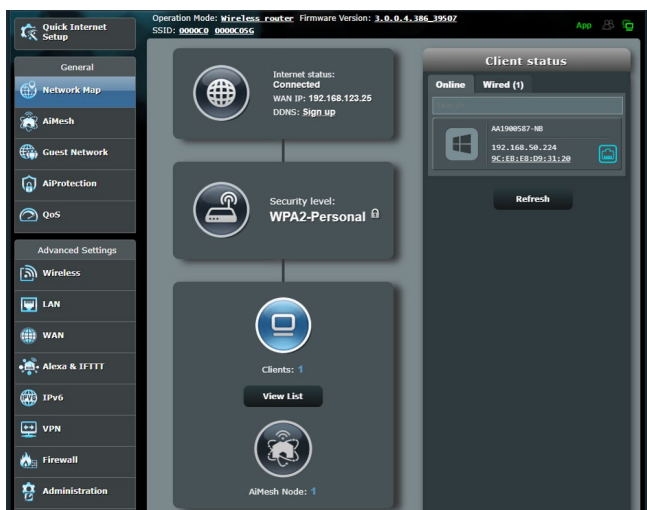 Operation Mode: Wireless router Firmware Version: 3.0.0.4.386_39507
SSID: 0000C0 0000C05G
App
Quick Internet
Setup
General
Network Map
AiMesh
Guest Network
AiProtection
QoS
Advanced Settings
Wireless
LAN
WAN
Alexa & IFTTT
IPv6
VPN
Firewall
Administration
Internet status:
Connected
WAN IP: 192.168.123.25
DDNS: Sign up
Security level:
WPA2-Personal
Clients: 1
View List
AiMesh Node: 1
Client status
Online Wired (1)
AA1900587-NB
192.168.50.224
9C:EB:E8:D9:31:20
Refresh